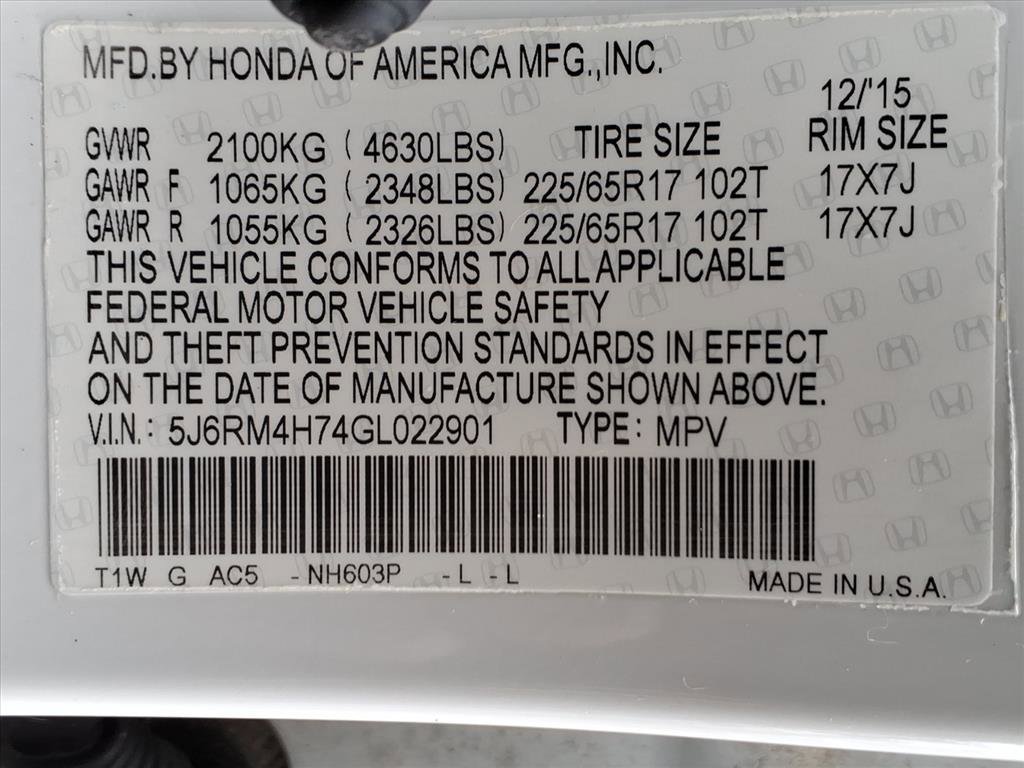 MFD.BY HONDA OF AMERICA MFG.,INC.
12/'15
GVWR 2100KG ( 4630LBS) TIRE SIZE RIM SIZE
GAWR F 1065KG ( 2348LBS) 225/65R17 102T 17X7J
GAWR R 1055KG ( 2326LBS) 225/65R17 102T 17X7J
THIS VEHICLE CONFORMS TO ALL APPLICABLE
FEDERAL MOTOR VEHICLE SAFETY
AND THEFT PREVENTION STANDARDS IN EFFECT
ON THE DATE OF MANUFACTURE SHOWN ABOVE.
V.I.N.: 5J6RM4H74GL022901 TYPE: MPV
T1W G AC5 -NH603P -L -L MADE IN U.S.A.